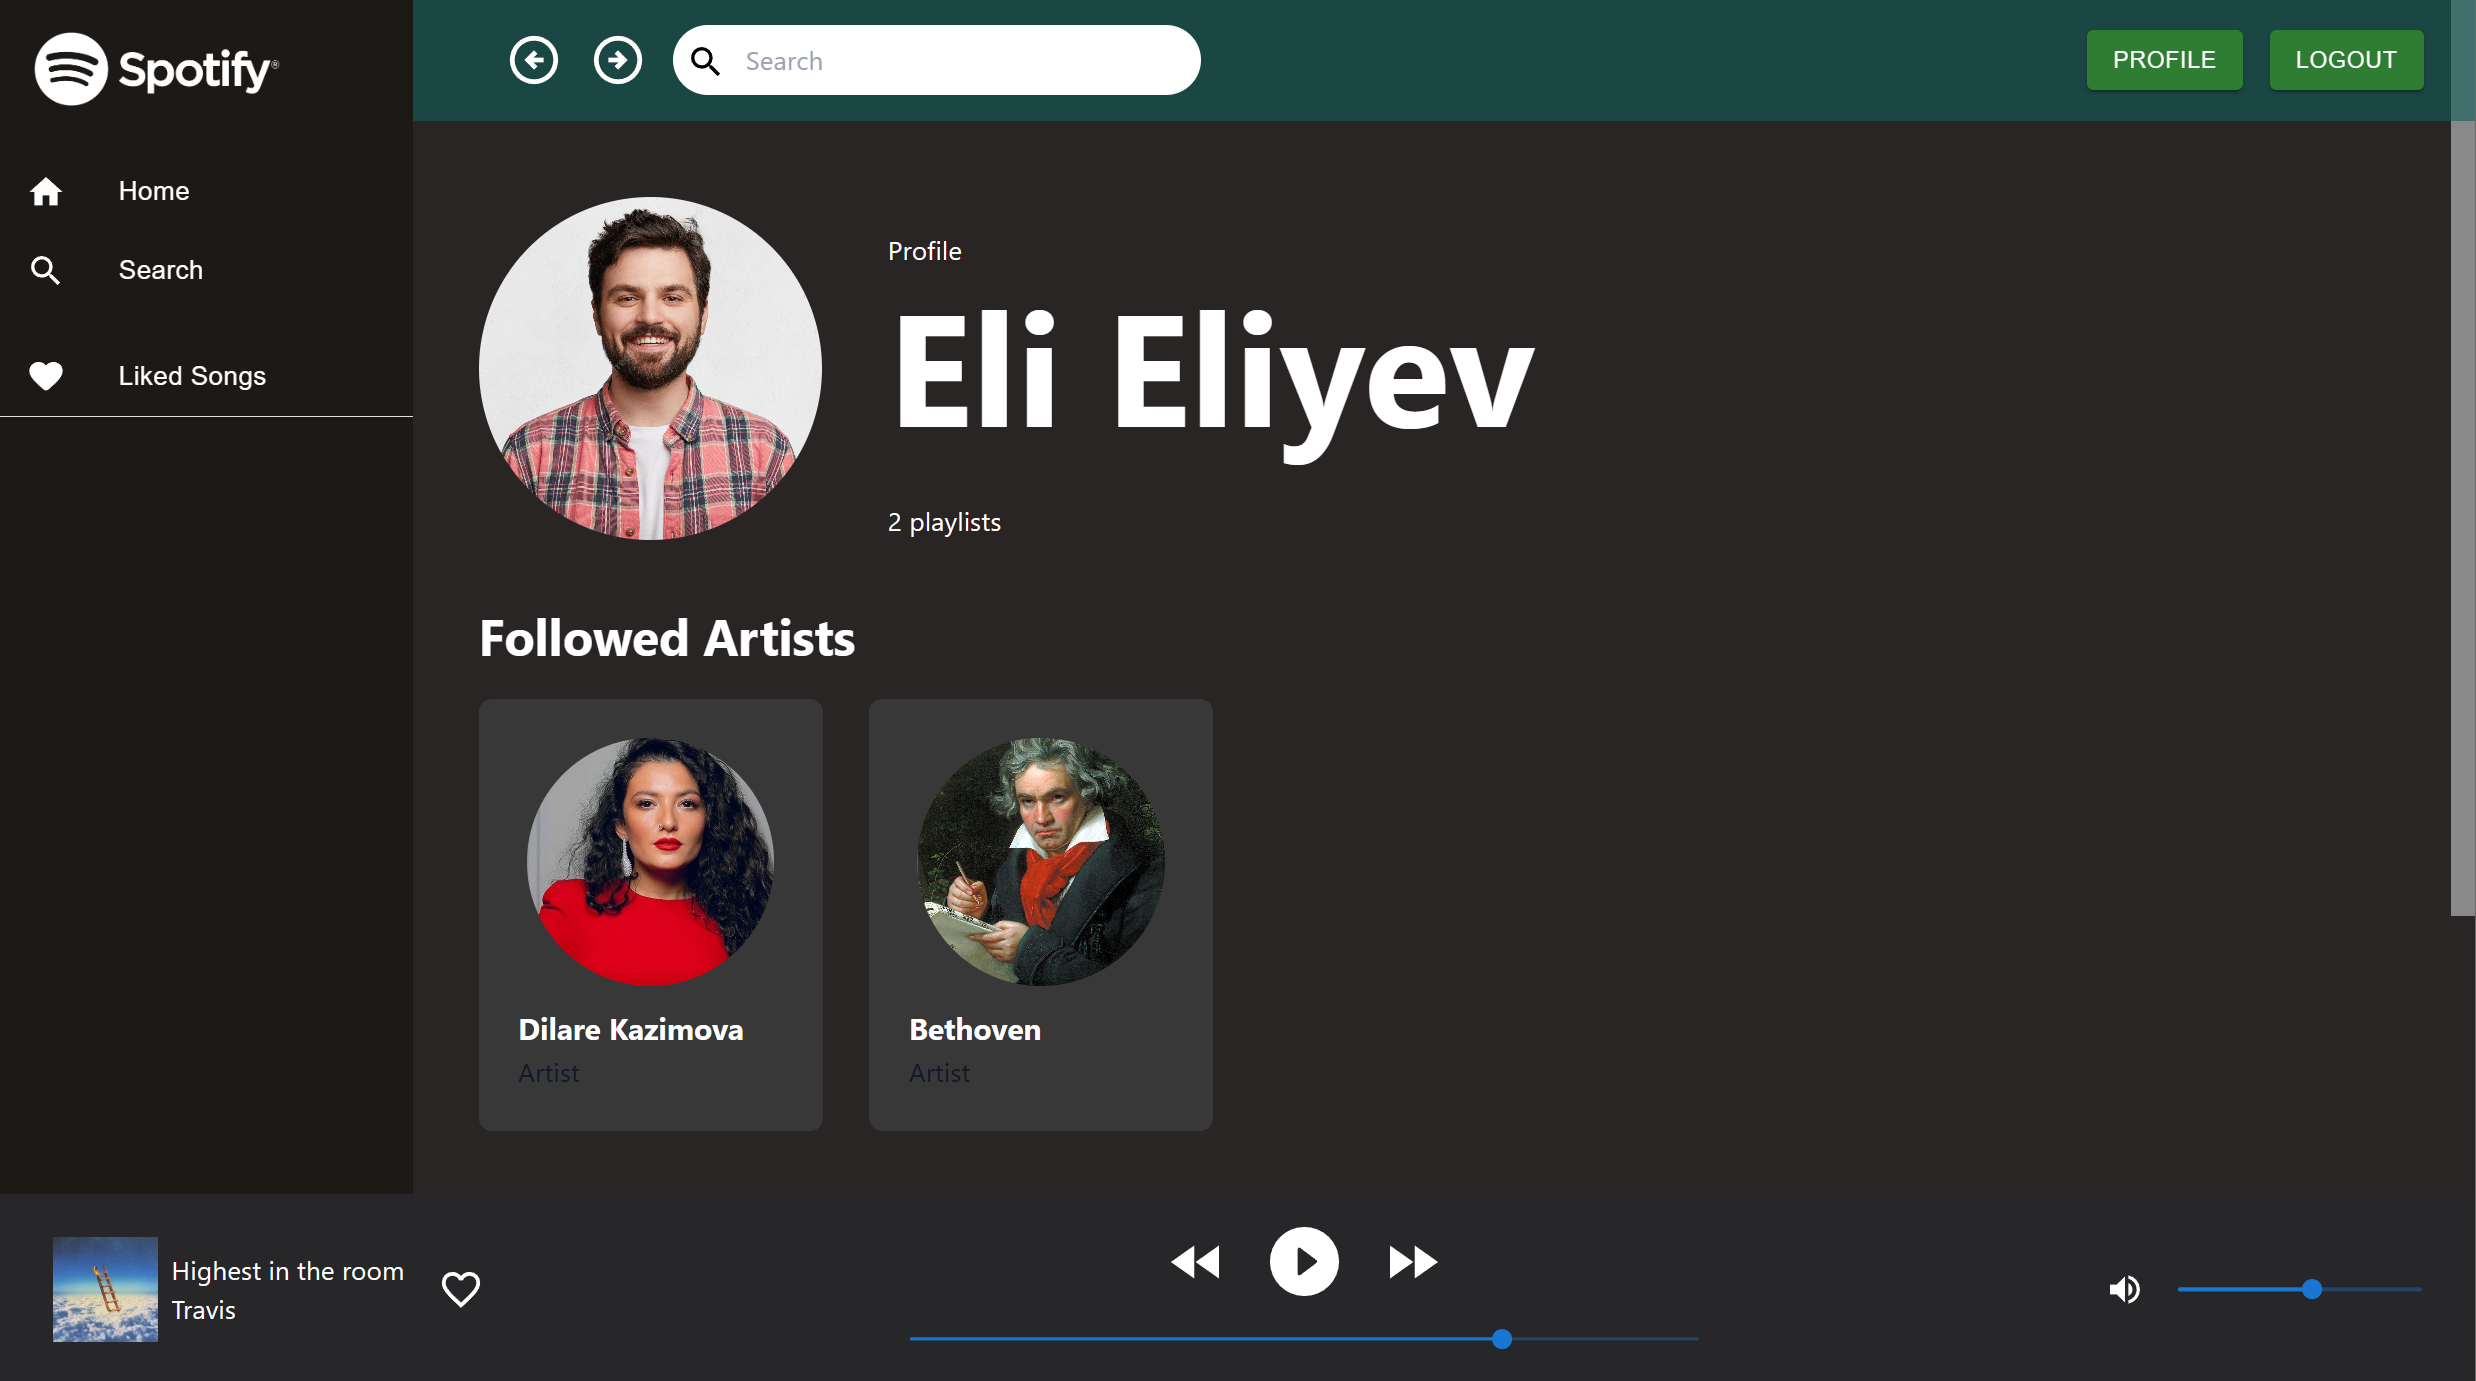 Spotify®
Search
PROFILE
LOGOUT
Home
Search
Liked Songs
Profile
Eli Eliyev
2 playlists
Followed Artists
Dilare Kazimova
Artist
Bethoven
Artist
Highest in the room
Travis